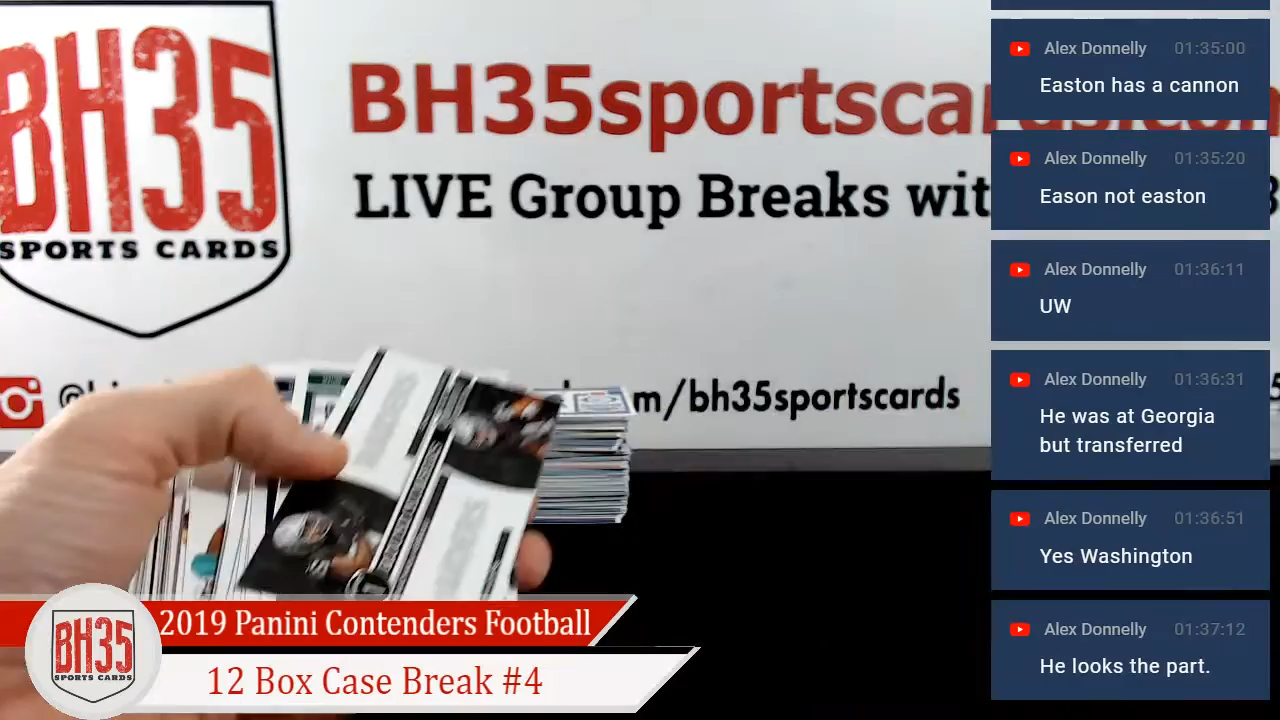 BH35
SPORTS CARDS
BH35sportscards.com
LIVE Group Breaks wit
m/bh35sportscards
Alex Donnelly 01:35:00
Easton has a cannon
Alex Donnelly 01:35:20
Eason not easton
Alex Donnelly 01:36:11
UW
Alex Donnelly 01:36:31
He was at Georgia
but transferred
Alex Donnelly 01:36:51
Yes Washington
Alex Donnelly 01:37:12
He looks the part.
BH35
SPORTS CARDS
2019 Panini Contenders Football
12 Box Case Break #4